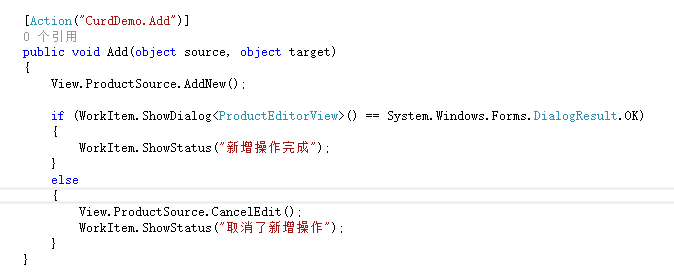 [Action("CurdDemo.Add")]
0 个引用
public void Add(object source, object target)
{
View.ProductSource.AddNew();
if (WorkItem.ShowDialog<ProductEditorView>() == System.Windows.Forms.DialogResult.OK)
{
WorkItem.ShowStatus("新增操作完成");
}
else
{
View.ProductSource.CancelEdit();
WorkItem.ShowStatus("取消了新增操作");
}
}